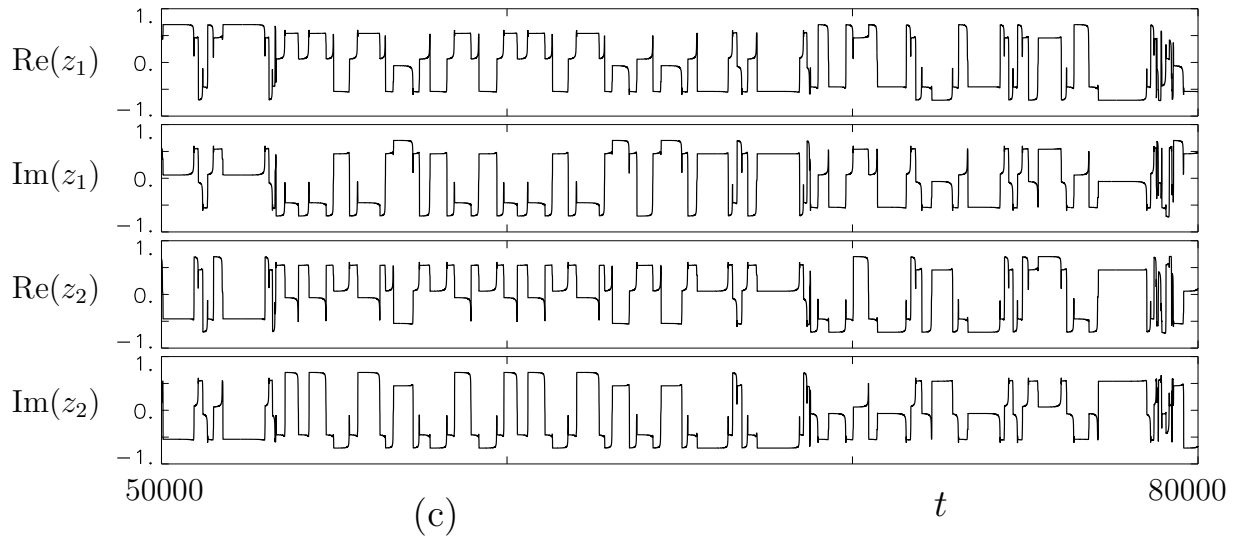 1.
Re(z₁) 0.
−1.
1.
Im(z₁) 0.
−1.
1.
Re(z₂) 0.
−1.
1.
Im(z₂) 0.
−1.
50000 (c) t 80000